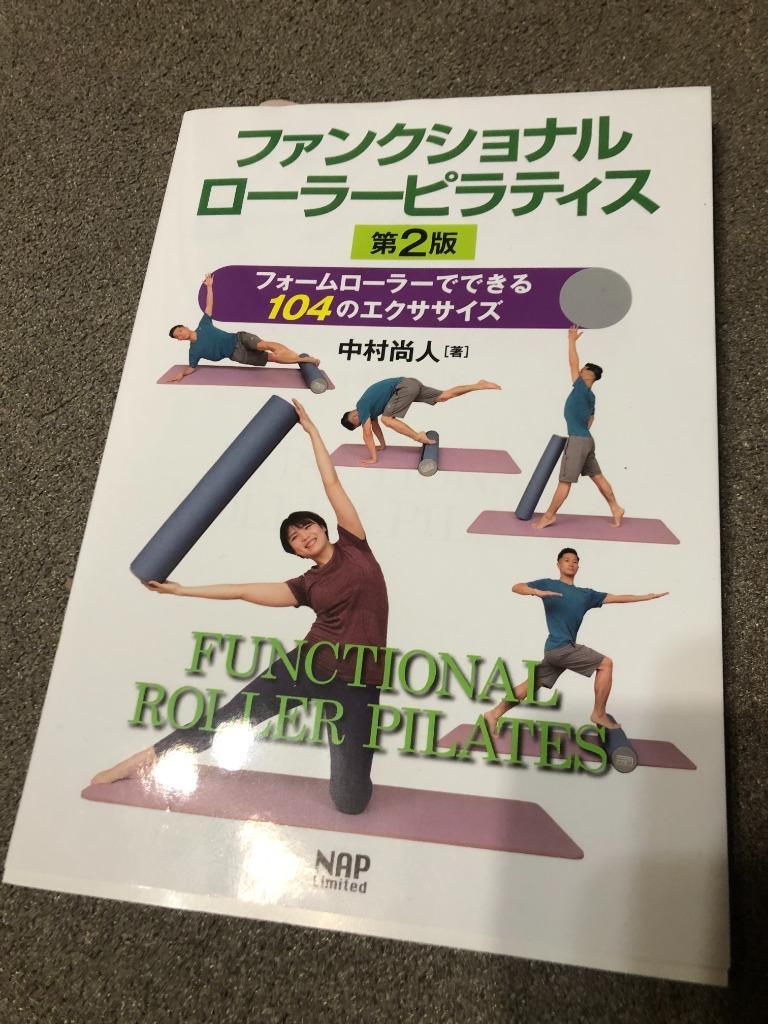 ファンクショナル
ローラーピラティス
第2版
フォームローラーでできる
104のエクササイズ
中村尚人[著]
FUNCTIONAL
ROLLER PILATES
NAP
Limited